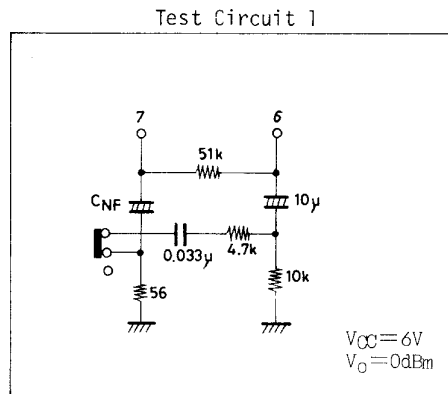 Test Circuit 1
7 6
51k
CNF 10μ
0.033μ 4.7k
10k
56
VCC=6V
VO=0dBm